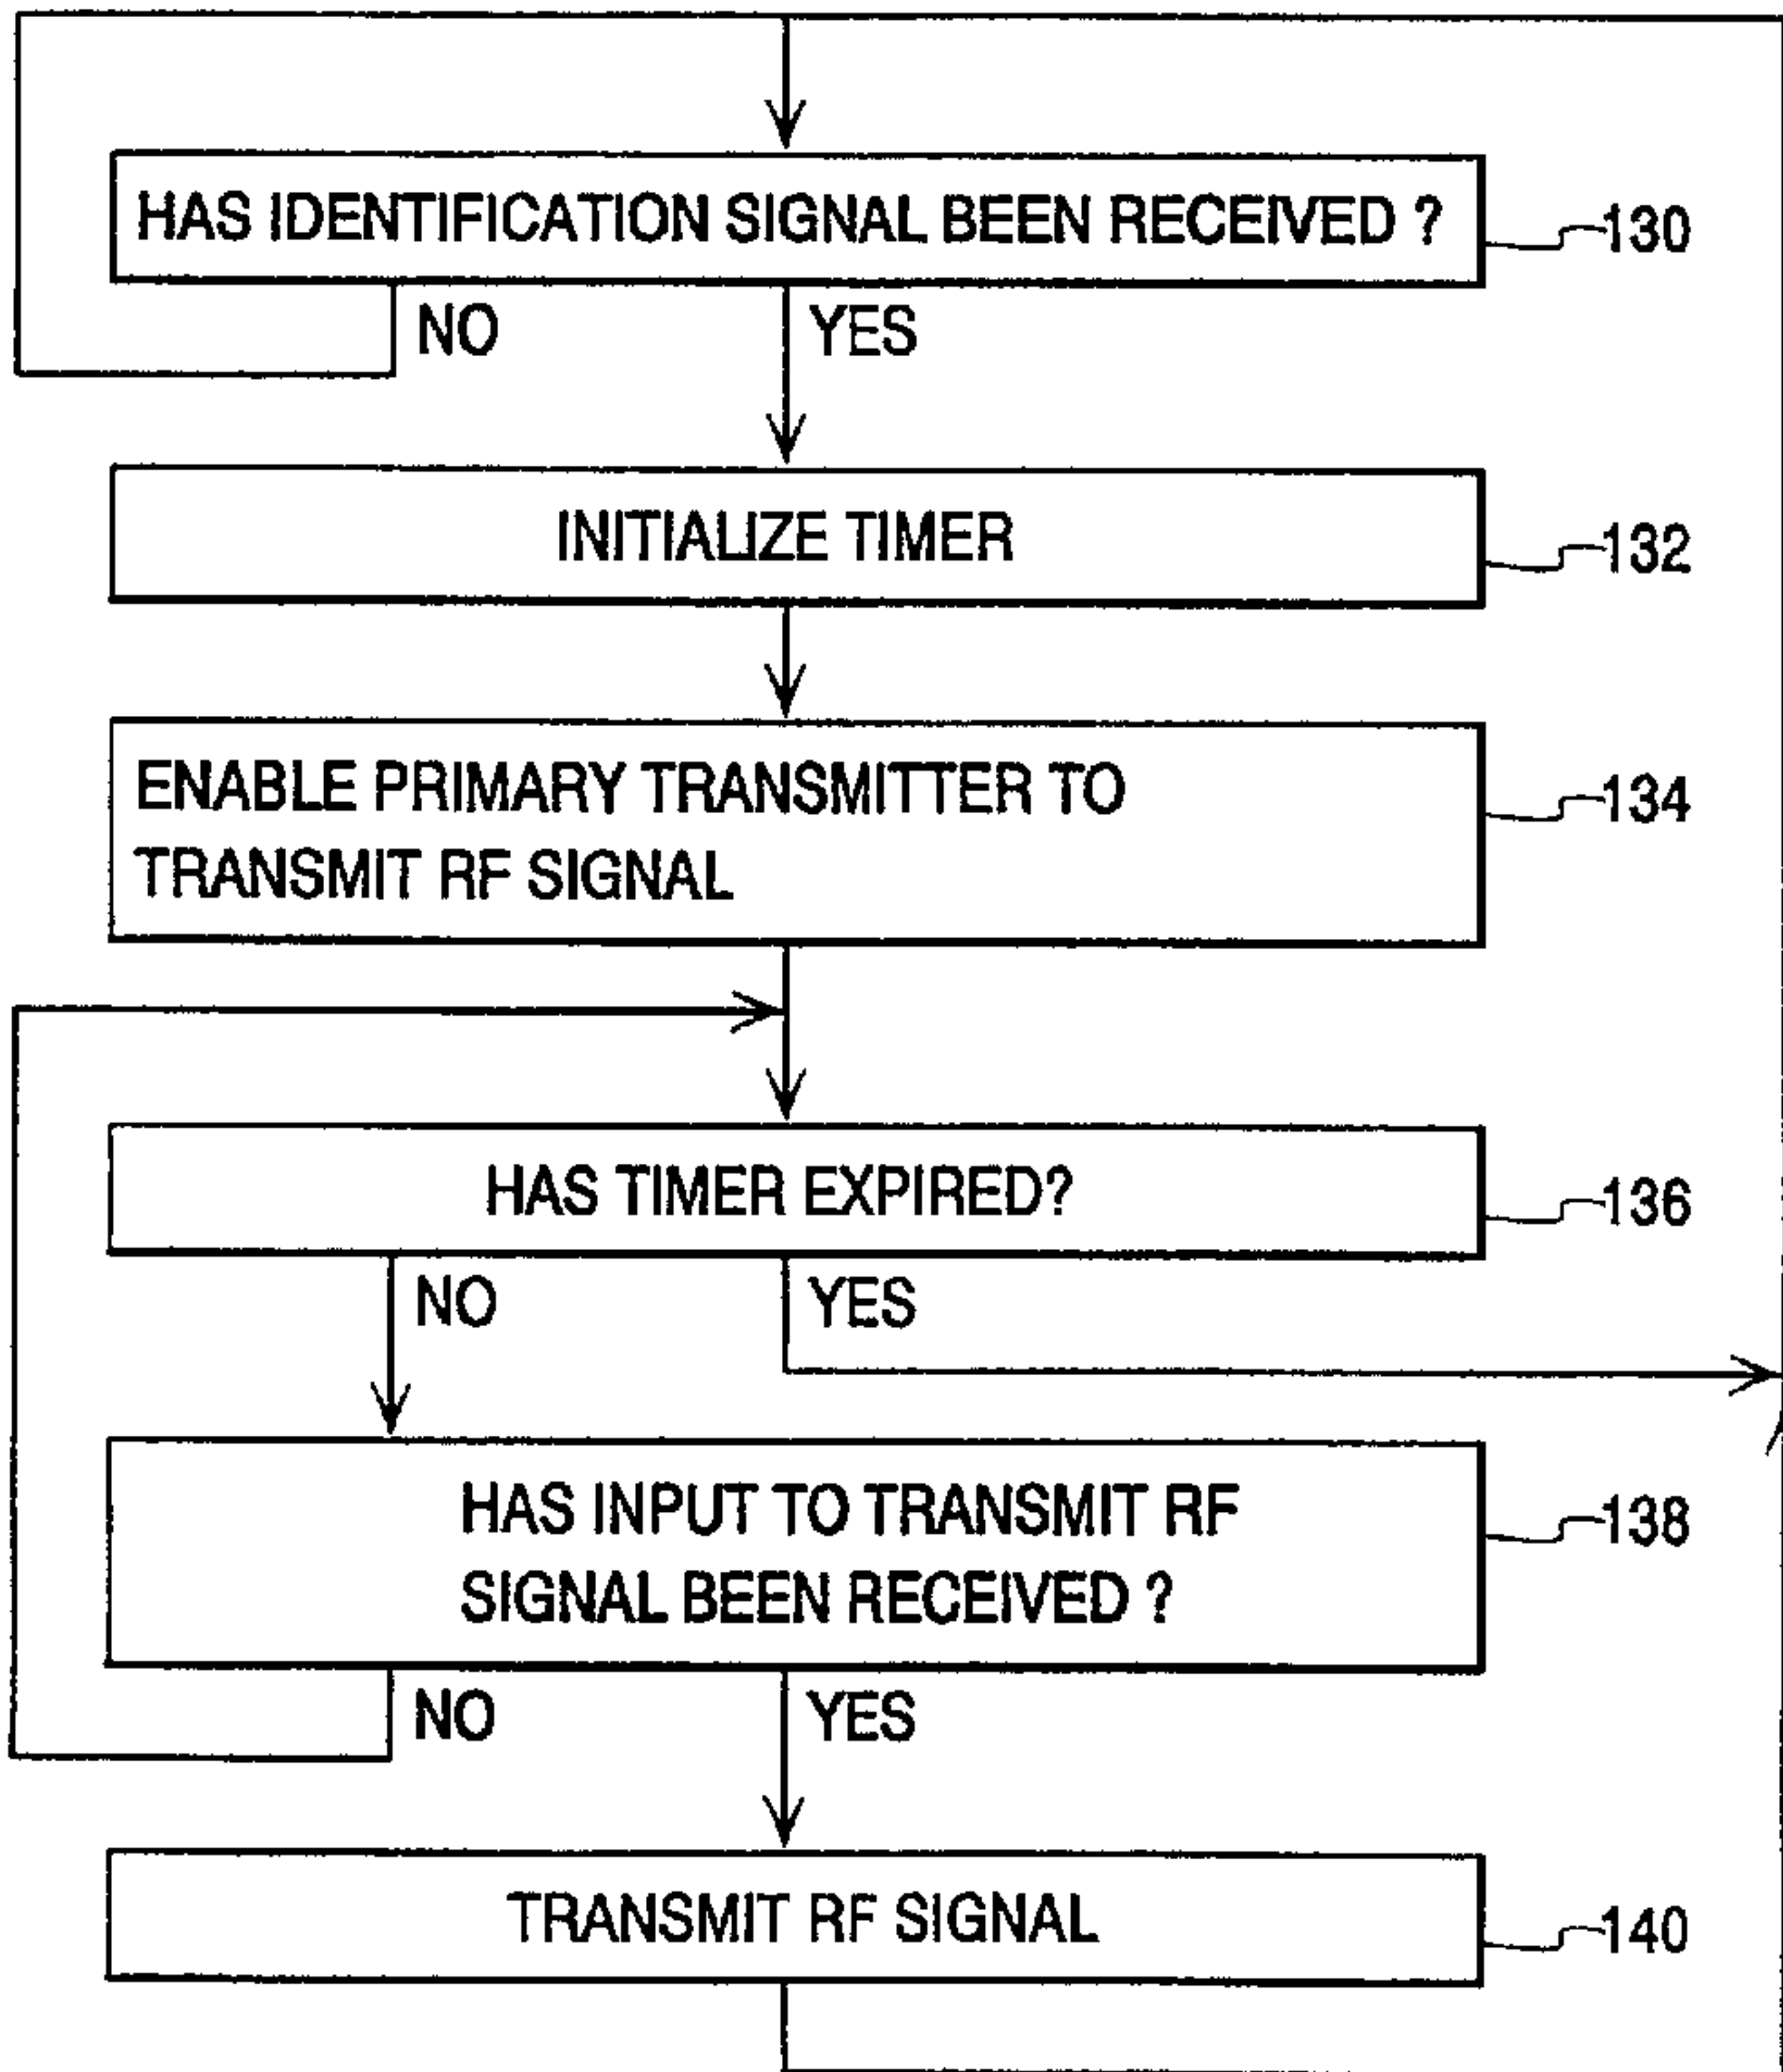 HAS IDENTIFICATION SIGNAL BEEN RECEIVED ?
130
NO
YES
INITIALIZE TIMER
132
ENABLE PRIMARY TRANSMITTER TO
TRANSMIT RF SIGNAL
134
HAS TIMER EXPIRED?
136
NO
YES
HAS INPUT TO TRANSMIT RF
SIGNAL BEEN RECEIVED ?
138
NO
YES
TRANSMIT RF SIGNAL
140